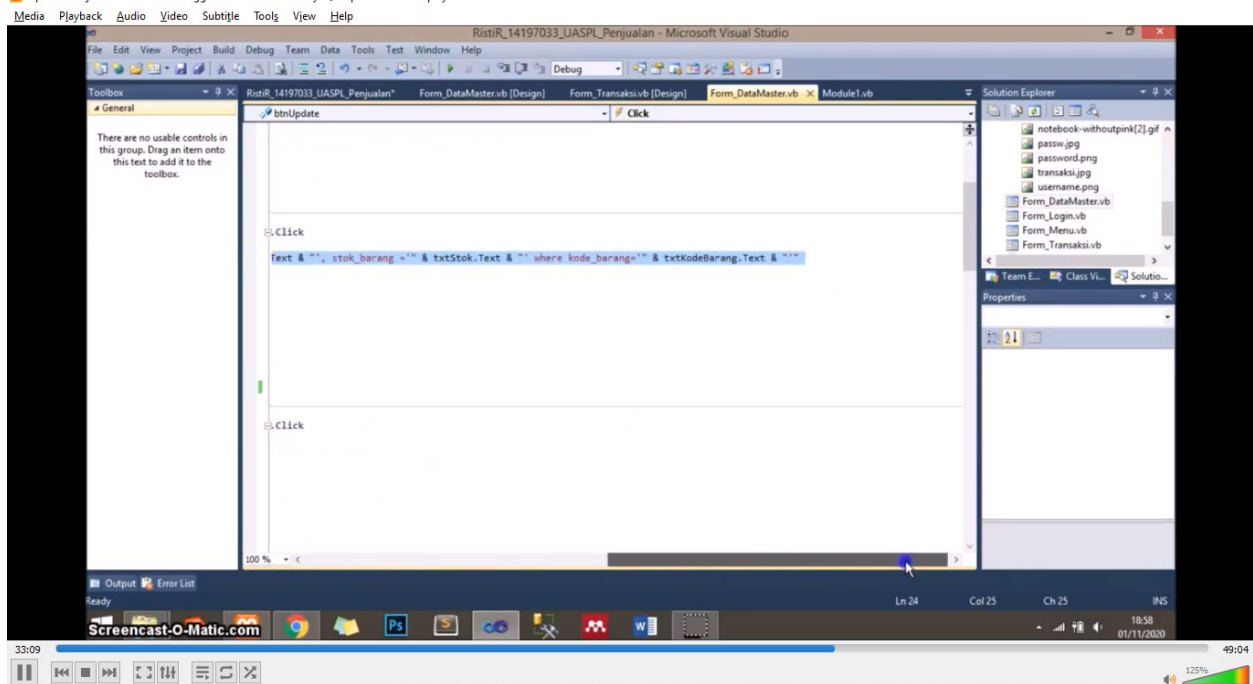 Media Playback Audio Video Subtitle Tools View Help
RistiR_14197033_UASPL_Penjualan - Microsoft Visual Studio
File Edit View Project Build Debug Team Data Tools Test Window Help
Debug
Toolbox
General
There are no usable controls in
this group. Drag an item onto
this text to add it to the
toolbox.
RistiR_14197033_UASPL_Penjualan* Form_DataMaster.vb [Design] Form_Transaksi.vb [Design] Form_DataMaster.vb Module1.vb
btnUpdate Click
.Click
Text & "', stok_barang ='" & txtStok.Text & "' where kode_barang='" & txtKodeBarang.Text & "'"
.Click
100 %
Solution Explorer
notebook-withoutpink[2].gif
passw.jpg
password.png
transaksi.jpg
username.png
Form_DataMaster.vb
Form_Login.vb
Form_Menu.vb
Form_Transaksi.vb
Team E... Class Vi... Solutio...
Properties
Output Error List
Ready Ln 24 Col 25 Ch 25 INS
Screencast-O-Matic.com
Ps
S
W
18:58
01/11/2020
33:09 49:04
125%